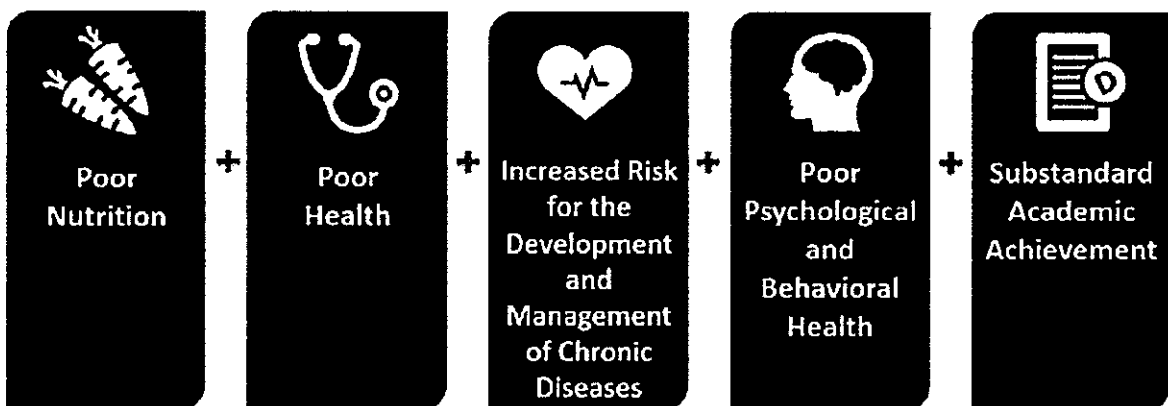 Poor
Nutrition
+
Poor
Health
+
Increased Risk
for the
Development
and
Management
of Chronic
Diseases
+
Poor
Psychological
and
Behavioral
Health
+
D
Substandard
Academic
Achievement